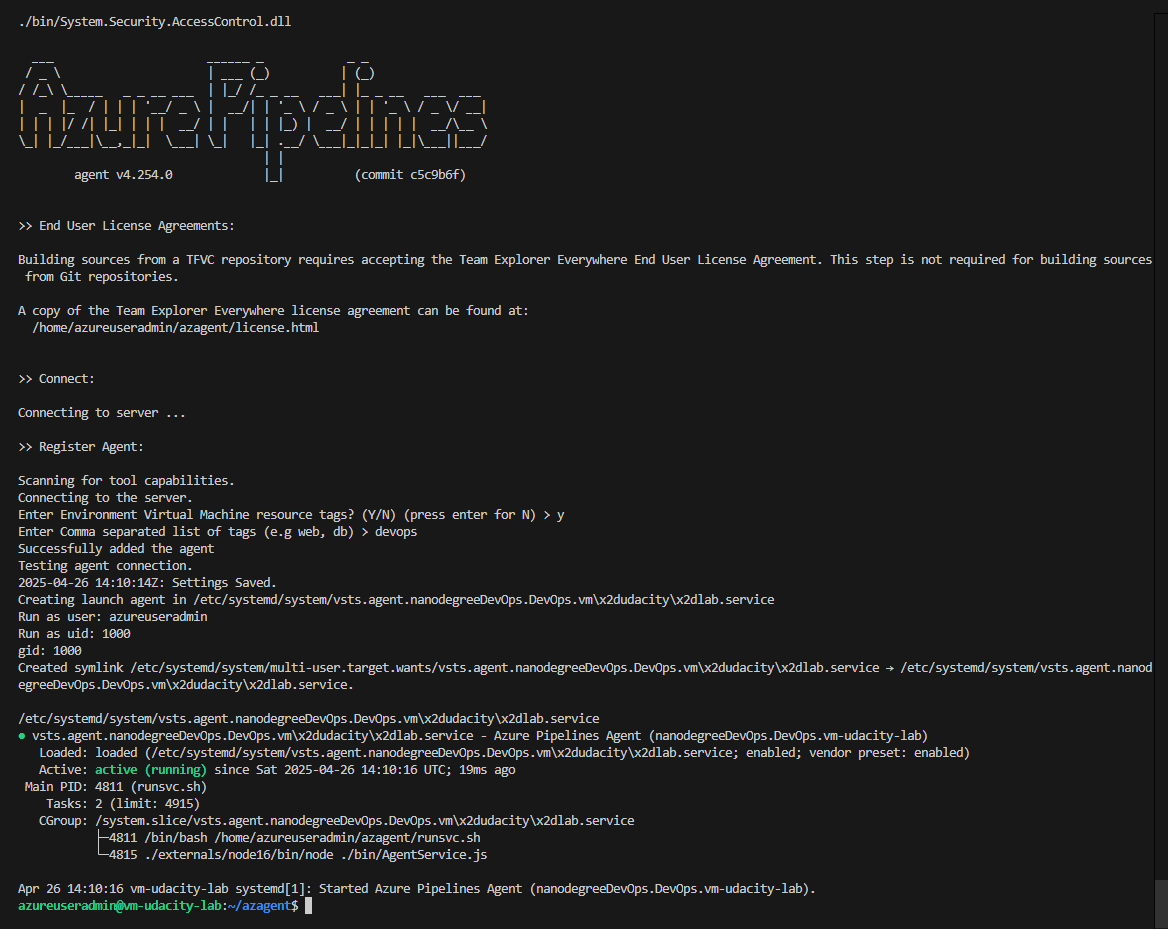 ./bin/System.Security.AccessControl.dll
Azure Pipelines
agent v4.254.0 (commit c5c9b6f)
>> End User License Agreements:
Building sources from a TFVC repository requires accepting the Team Explorer Everywhere End User License Agreement. This step is not required for building sources
from Git repositories.
A copy of the Team Explorer Everywhere license agreement can be found at:
/home/azureuseradmin/azagent/license.html
>> Connect:
Connecting to server ...
>> Register Agent:
Scanning for tool capabilities.
Connecting to the server.
Enter Environment Virtual Machine resource tags? (Y/N) (press enter for N) > y
Enter Comma separated list of tags (e.g web, db) > devops
Successfully added the agent
Testing agent connection.
2025-04-26 14:10:14Z: Settings Saved.
Creating launch agent in /etc/systemd/system/vsts.agent.nanodegreeDevOps.DevOps.vm\x2dudacity\x2dlab.service
Run as user: azureuseradmin
Run as uid: 1000
gid: 1000
Created symlink /etc/systemd/system/multi-user.target.wants/vsts.agent.nanodegreeDevOps.DevOps.vm\x2dudacity\x2dlab.service → /etc/systemd/system/vsts.agent.nanod
egreeDevOps.DevOps.vm\x2dudacity\x2dlab.service.
/etc/systemd/system/vsts.agent.nanodegreeDevOps.DevOps.vm\x2dudacity\x2dlab.service
● vsts.agent.nanodegreeDevOps.DevOps.vm\x2dudacity\x2dlab.service - Azure Pipelines Agent (nanodegreeDevOps.DevOps.vm-udacity-lab)
Loaded: loaded (/etc/systemd/system/vsts.agent.nanodegreeDevOps.DevOps.vm\x2dudacity\x2dlab.service; enabled; vendor preset: enabled)
Active: active (running) since Sat 2025-04-26 14:10:16 UTC; 19ms ago
Main PID: 4811 (runsvc.sh)
Tasks: 2 (limit: 4915)
CGroup: /system.slice/vsts.agent.nanodegreeDevOps.DevOps.vm\x2dudacity\x2dlab.service
├─4811 /bin/bash /home/azureuseradmin/azagent/runsvc.sh
└─4815 ./externals/node16/bin/node ./bin/AgentService.js
Apr 26 14:10:16 vm-udacity-lab systemd[1]: Started Azure Pipelines Agent (nanodegreeDevOps.DevOps.vm-udacity-lab).
azureuseradmin@vm-udacity-lab:~/azagent$